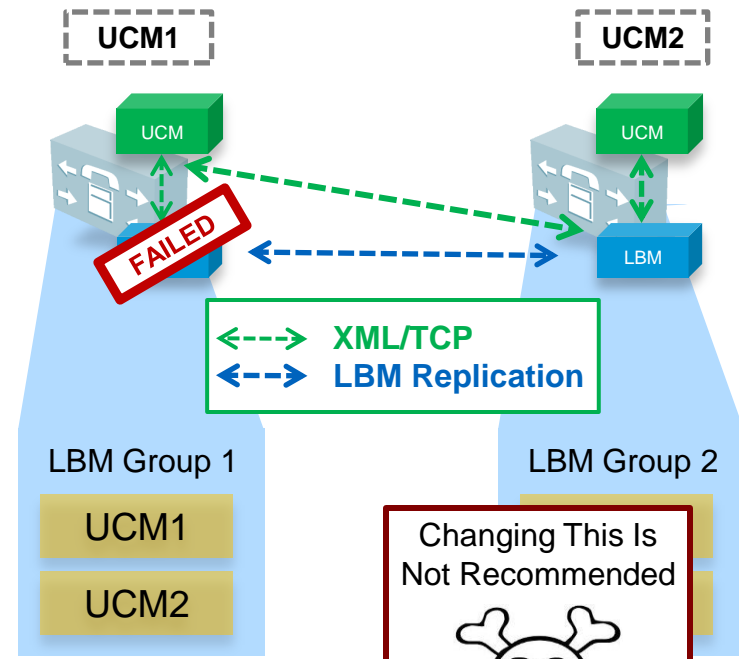 UCM1
UCM2
UCM
UCM
FAILED
LBM
XML/TCP
LBM Replication
LBM Group 1
LBM Group 2
UCM1
UCM2
Changing This Is
Not Recommended